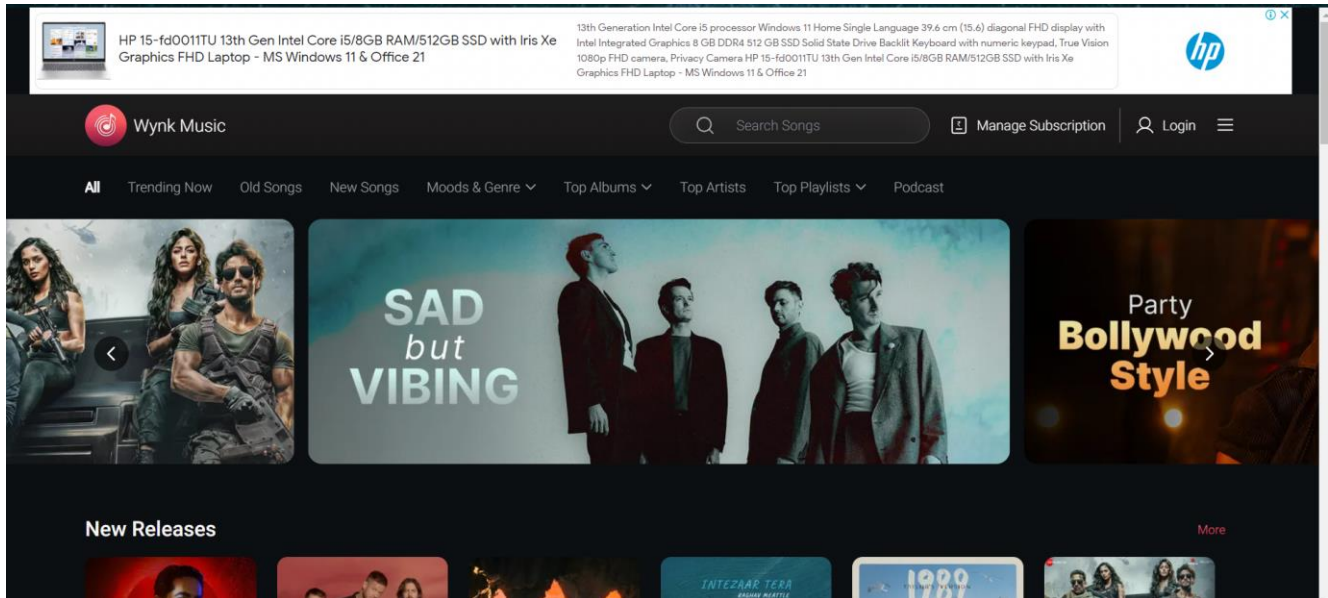 HP 15-fd0011TU 13th Gen Intel Core i5/8GB RAM/512GB SSD with Iris Xe
Graphics FHD Laptop - MS Windows 11 & Office 21
13th Generation Intel Core i5 processor Windows 11 Home Single Language 39.6 cm (15.6) diagonal FHD display with
Intel Integrated Graphics 8 GB DDR4 512 GB SSD Solid State Drive Backlit Keyboard with numeric keypad, True Vision
1080p FHD camera, Privacy Camera HP 15-fd0011TU 13th Gen Intel Core i5/8GB RAM/512GB SSD with Iris Xe
Graphics FHD Laptop - MS Windows 11 & Office 21
hp
Wynk Music
Search Songs
Manage Subscription
Login
All
Trending Now
Old Songs
New Songs
Moods & Genre
Top Albums
Top Artists
Top Playlists
Podcast
SAD
but
VIBING
Party
Bollywood
Style
New Releases
More
INTEZAAR TERA
RAGHAV MEATTLE
1989